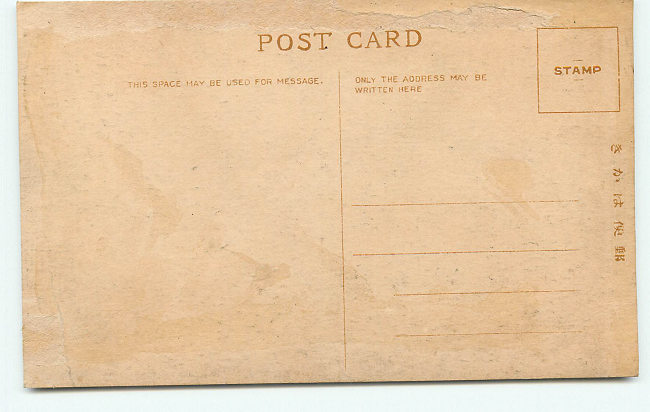 POST CARD
THIS SPACE MAY BE USED FOR MESSAGE.
ONLY THE ADDRESS MAY BE
WRITTEN HERE
STAMP
郵便はかき